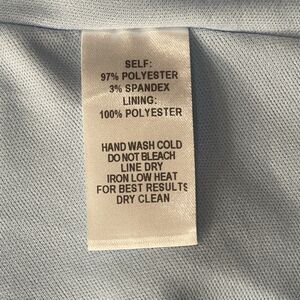 SELF:
97% POLYESTER
3% SPANDEX
LINING:
100% POLYESTER
HAND WASH COLD
DO NOT BLEACH
LINE DRY
IRON LOW HEAT
FOR BEST RESULTS
DRY CLEAN